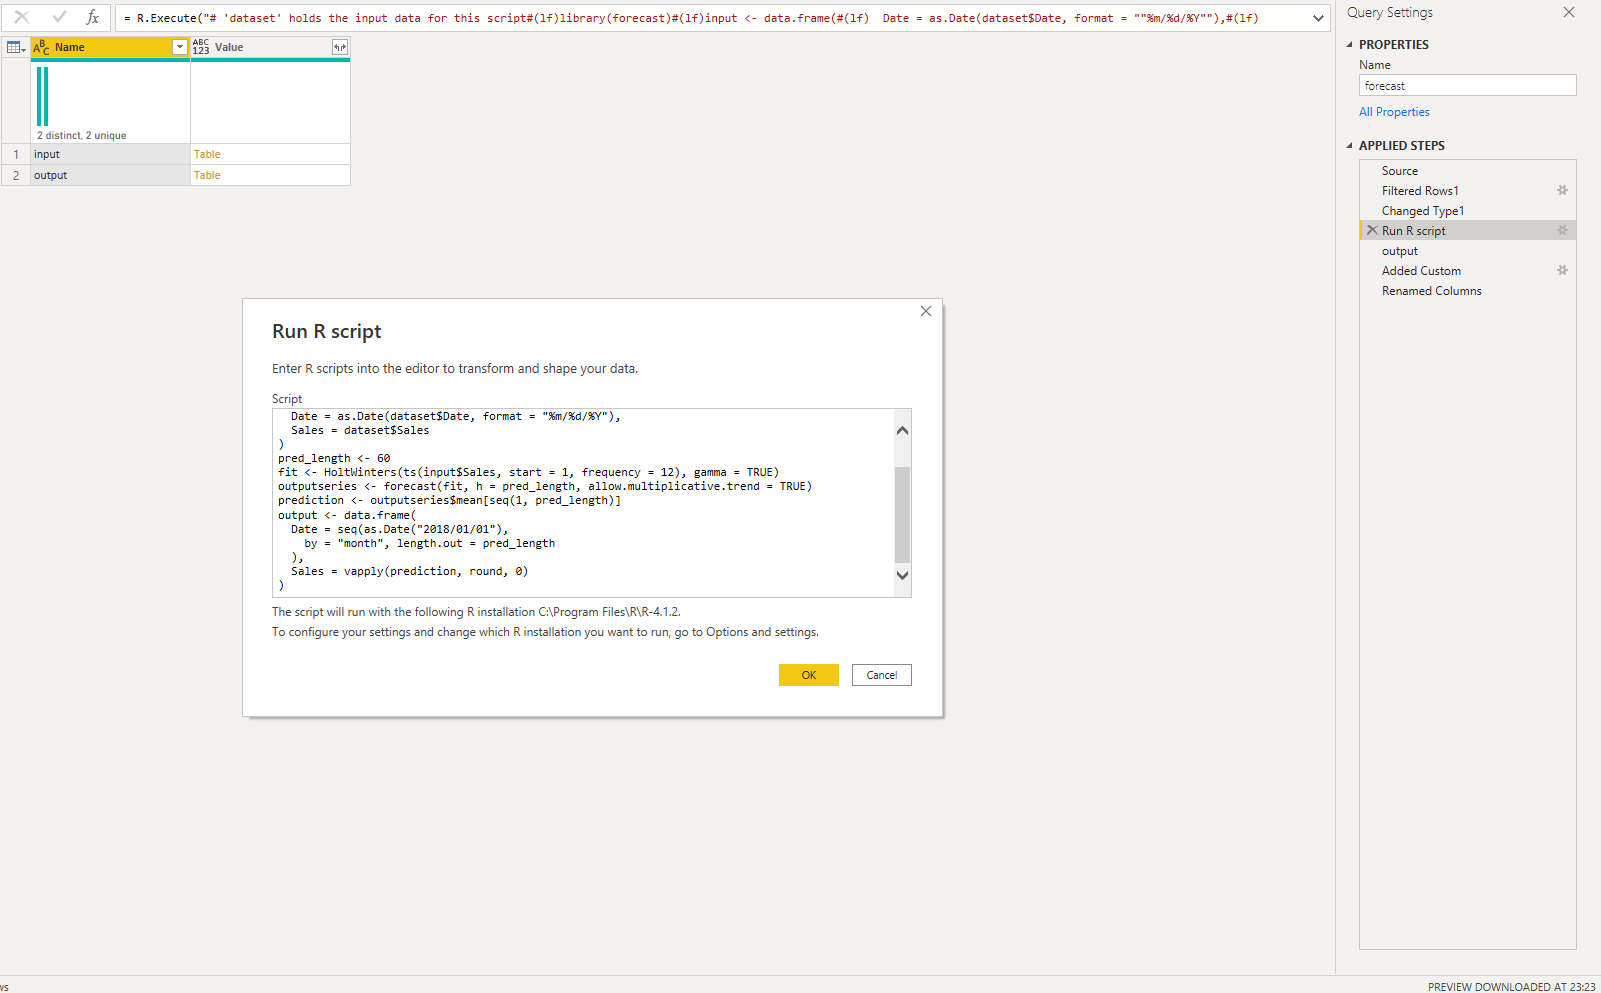 fx
= R.Execute("# 'dataset' holds the input data for this script#(lf)library(forecast)#(lf)input <- data.frame(#(lf)  Date = as.Date(dataset$Date, format = ""%m/%d/%Y""),#(lf)
ABC Name
ABC 123 Value
2 distinct, 2 unique
1 input Table
2 output Table
Query Settings
PROPERTIES
Name
forecast
All Properties
APPLIED STEPS
Source
Filtered Rows1
Changed Type1
Run R script
output
Added Custom
Renamed Columns
Run R script
Enter R scripts into the editor to transform and shape your data.
Script
  Date = as.Date(dataset$Date, format = "%m/%d/%Y"),
  Sales = dataset$Sales
)
pred_length <- 60
fit <- HoltWinters(ts(input$Sales, start = 1, frequency = 12), gamma = TRUE)
outputseries <- forecast(fit, h = pred_length, allow.multiplicative.trend = TRUE)
prediction <- outputseries$mean[seq(1, pred_length)]
output <- data.frame(
  Date = seq(as.Date("2018/01/01"),
    by = "month", length.out = pred_length
  ),
  Sales = vapply(prediction, round, 0)
)
The script will run with the following R installation C:\Program Files\R\R-4.1.2.
To configure your settings and change which R installation you want to run, go to Options and settings.
OK
Cancel
ws
PREVIEW DOWNLOADED AT 23:23